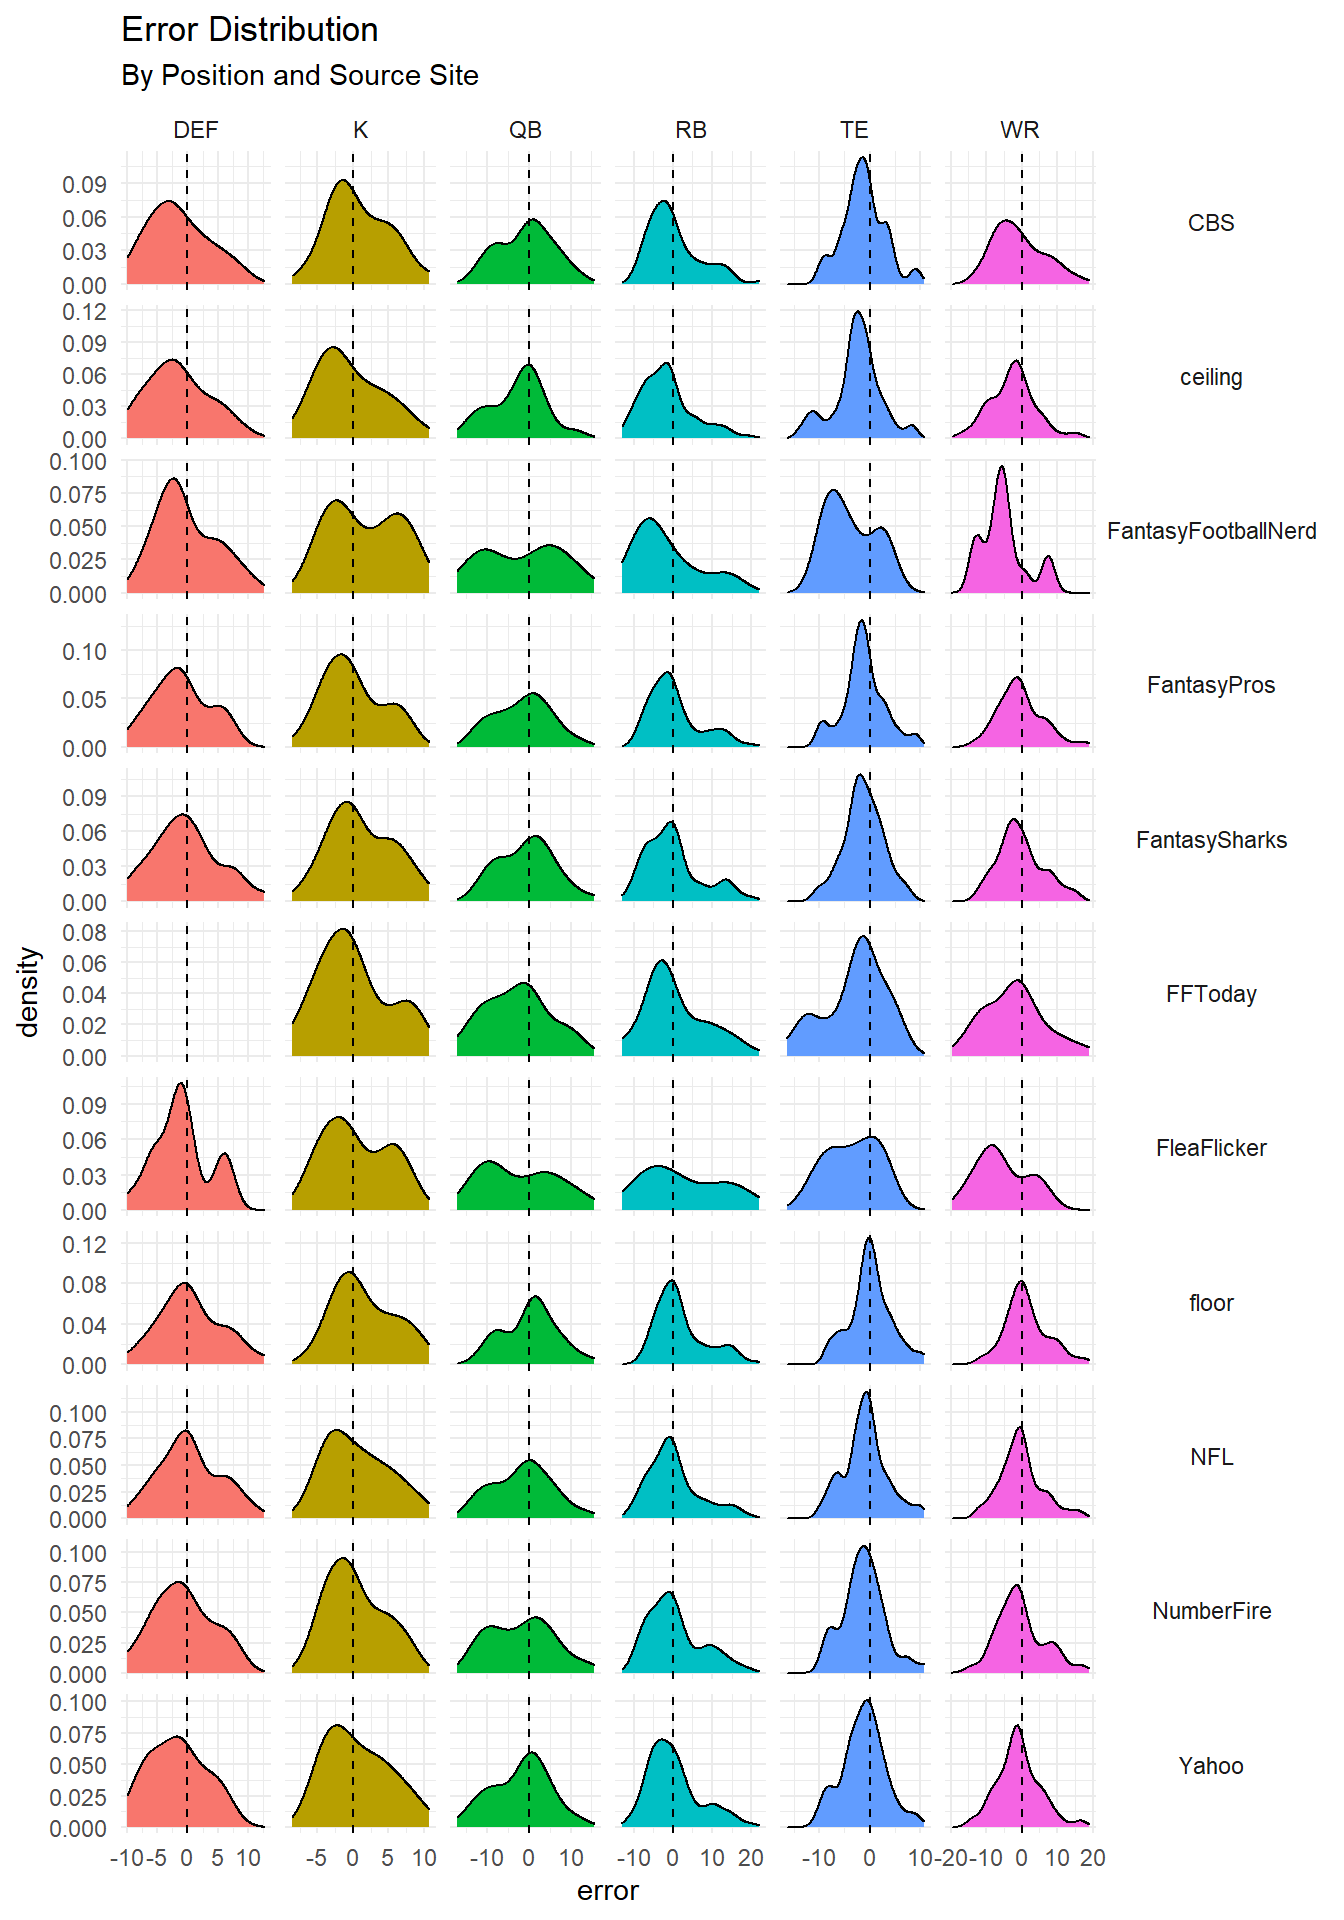 Error Distribution
By Position and Source Site
DEF K QB RB TE WR
0.09
0.06
0.03
0.00
CBS
0.12
0.09
0.06
0.03
0.00
ceiling
0.100
0.075
0.050
0.025
0.000
FantasyFootballNerd
0.10
0.05
0.00
FantasyPros
0.09
0.06
0.03
0.00
FantasySharks
0.08
0.06
0.04
0.02
0.00
FFToday
0.09
0.06
0.03
0.00
FleaFlicker
0.12
0.08
0.04
0.00
floor
0.100
0.075
0.050
0.025
0.000
NFL
0.100
0.075
0.050
0.025
0.000
NumberFire
0.100
0.075
0.050
0.025
0.000
Yahoo
density
-10 -5 0 5 10 -5 0 5 10 -10 0 10 -10 0 10 20 -10 0 10 -20 -10 0 10 20
error